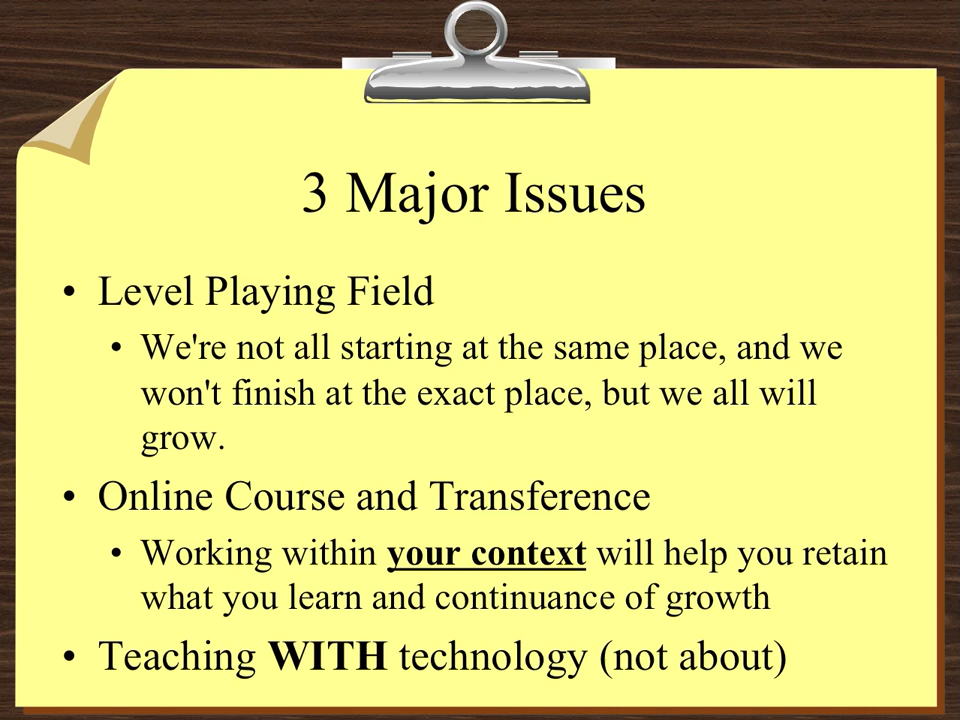 3 Major Issues
• Level Playing Field
• We're not all starting at the same place, and we
won't finish at the exact place, but we all will
grow.
• Online Course and Transference
• Working within your context will help you retain
what you learn and continuance of growth
• Teaching WITH technology (not about)